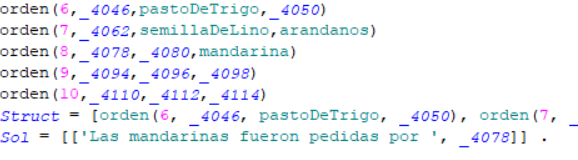 orden(6,_4046,pastoDeTrigo,_4050)
orden(7,_4062,semillaDeLino,arandanos)
orden(8,_4078,_4080,mandarina)
orden(9,_4094,_4096,_4098)
orden(10,_4110,_4112,_4114)
Struct = [orden(6, _4046, pastoDeTrigo, _4050), orden(7, _
Sol = [['Las mandarinas fueron pedidas por ', _4078]] .